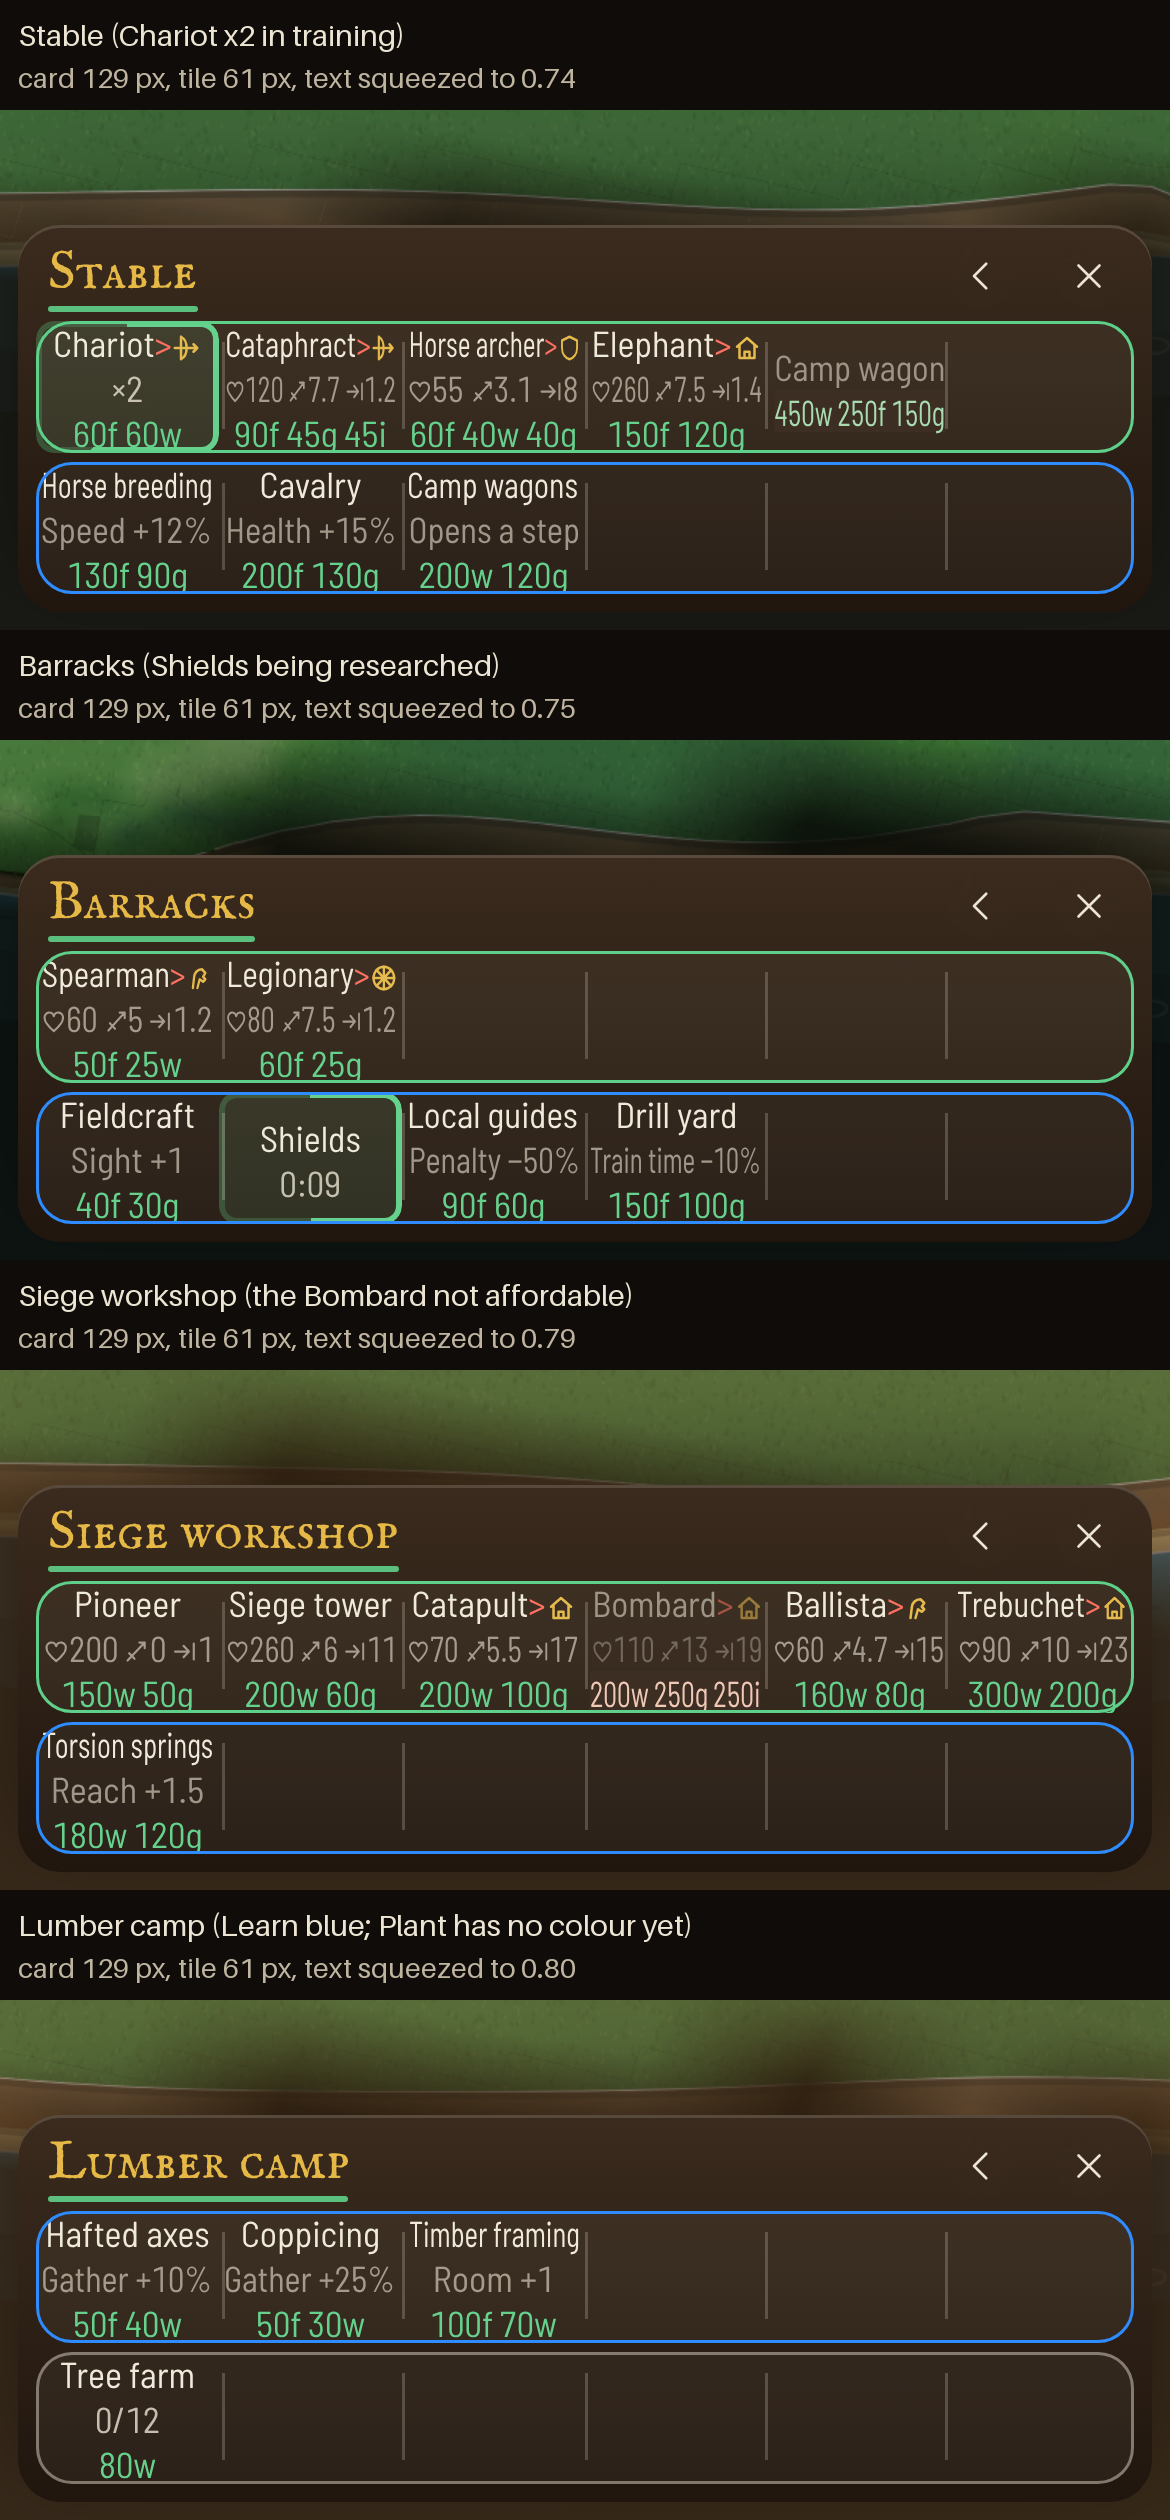 Stable (Chariot x2 in training)
card 129 px, tile 61 px, text squeezed to 0.74
Stable
Chariot> Cataphract> Horse archer> Elephant> Camp wagon
×2 ♡120 ↗7.7 →|1.2 ♡55 ↗3.1 →|8 ♡260 ↗7.5 →|1.4 450w 250f 150g
60f 60w 90f 45g 45i 60f 40w 40g 150f 120g
Horse breeding Cavalry Camp wagons
Speed +12% Health +15% Opens a step
130f 90g 200f 130g 200w 120g
Barracks (Shields being researched)
card 129 px, tile 61 px, text squeezed to 0.75
Barracks
Spearman> Legionary>
♡60 ↗5 →|1.2 ♡80 ↗7.5 →|1.2
50f 25w 60f 25g
Fieldcraft Shields Local guides Drill yard
Sight +1 0:09 Penalty −50% Train time −10%
40f 30g 90f 60g 150f 100g
Siege workshop (the Bombard not affordable)
card 129 px, tile 61 px, text squeezed to 0.79
Siege workshop
Pioneer Siege tower Catapult> Bombard> Ballista> Trebuchet>
♡200 ↗0 →|1 ♡260 ↗6 →|11 ♡70 ↗5.5 →|17 ♡110 ↗13 →|19 ♡60 ↗4.7 →|15 ♡90 ↗10 →|23
150w 50g 200w 60g 200w 100g 200w 250g 250i 160w 80g 300w 200g
Torsion springs
Reach +1.5
180w 120g
Lumber camp (Learn blue; Plant has no colour yet)
card 129 px, tile 61 px, text squeezed to 0.80
Lumber camp
Hafted axes Coppicing Timber framing
Gather +10% Gather +25% Room +1
50f 40w 50f 30w 100f 70w
Tree farm
0/12
80w